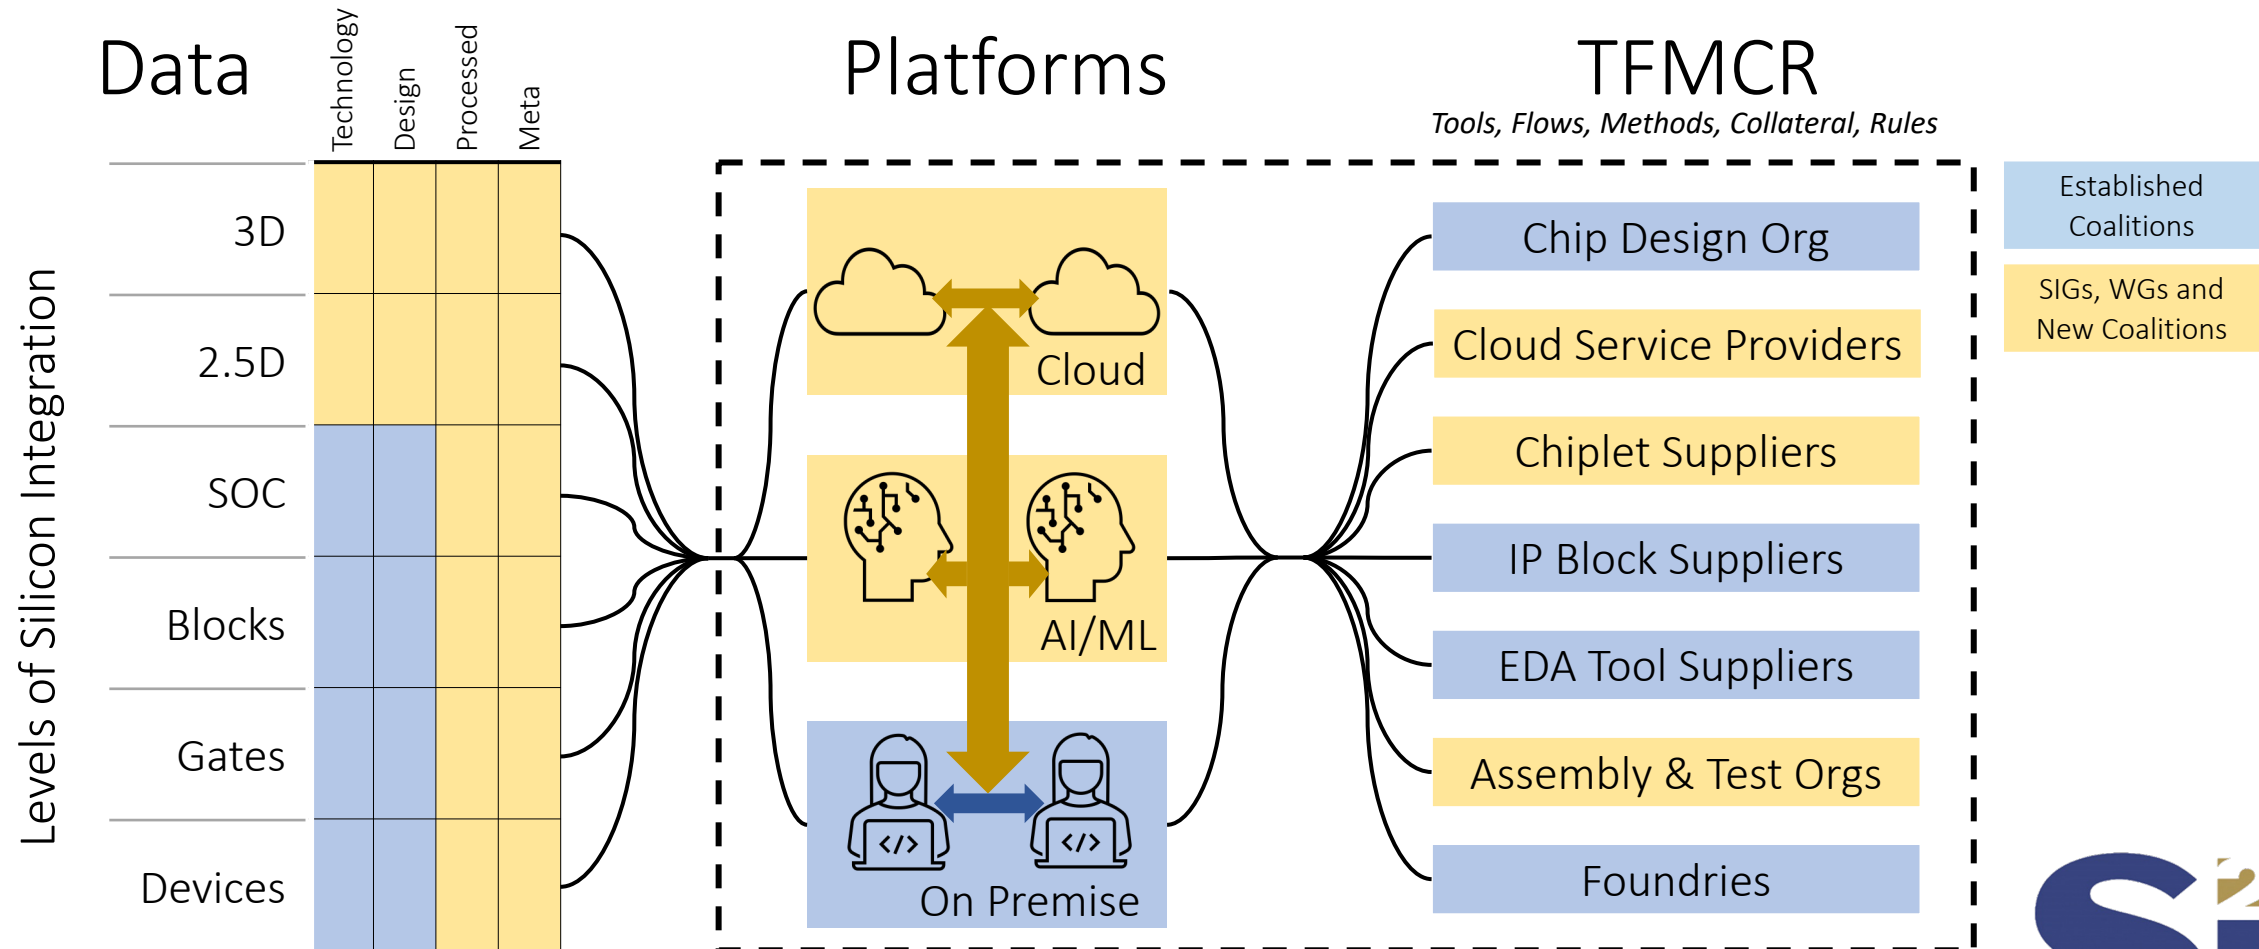 Data
Technology
Design
Processed
Meta
Platforms
TFMCR
Tools, Flows, Methods, Collateral, Rules
Levels of Silicon Integration
3D
2.5D
SOC
Blocks
Gates
Devices
Cloud
AI/ML
</>
</>
On Premise
Chip Design Org
Cloud Service Providers
Chiplet Suppliers
IP Block Suppliers
EDA Tool Suppliers
Assembly & Test Orgs
Foundries
Established
Coalitions
SIGs, WGs and
New Coalitions